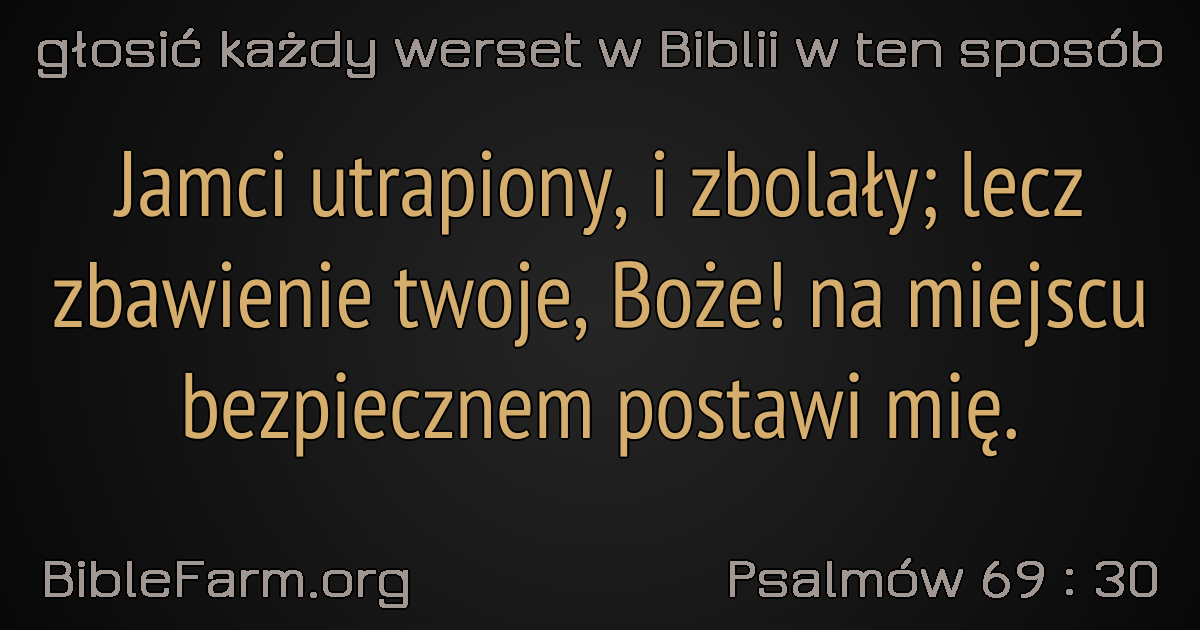 głosić każdy werset w Biblii w ten sposób
Jamci utrapiony, i zbolały; lecz
zbawienie twoje, Boże! na miejscu
bezpiecznem postawi mię.
BibleFarm.org
Psalmów 69 : 30